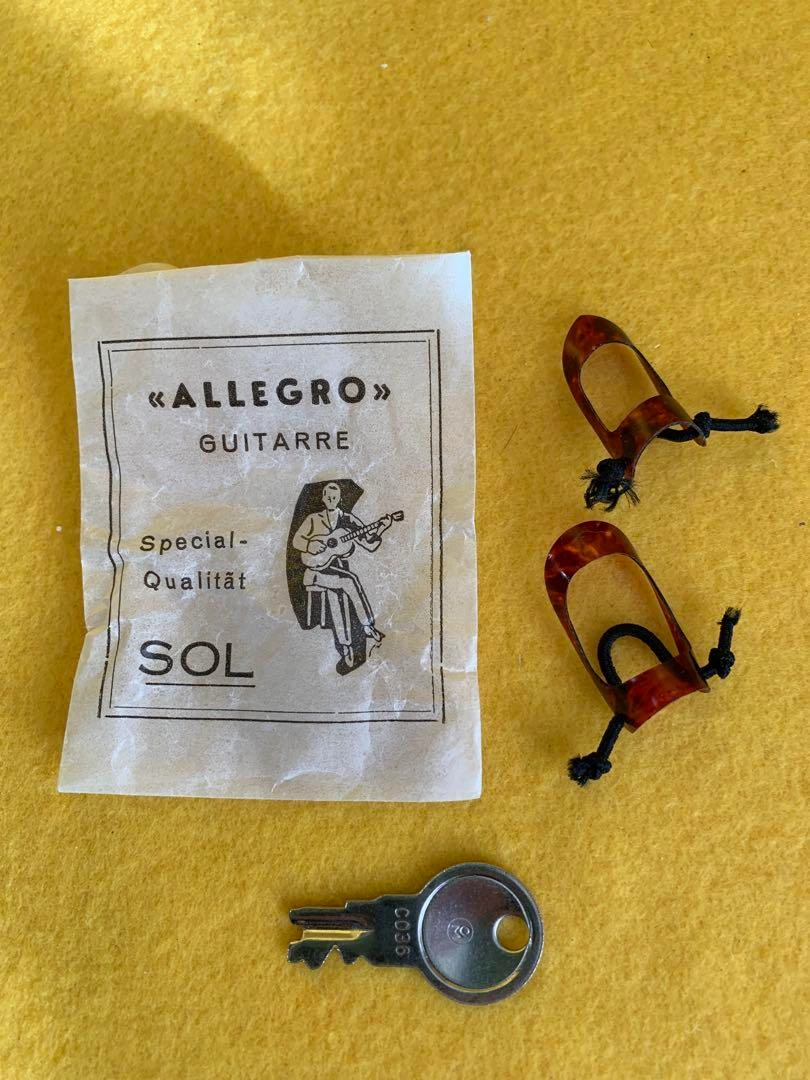 «ALLEGRO»
GUITARRE
Special-
Qualität
SOL
C036